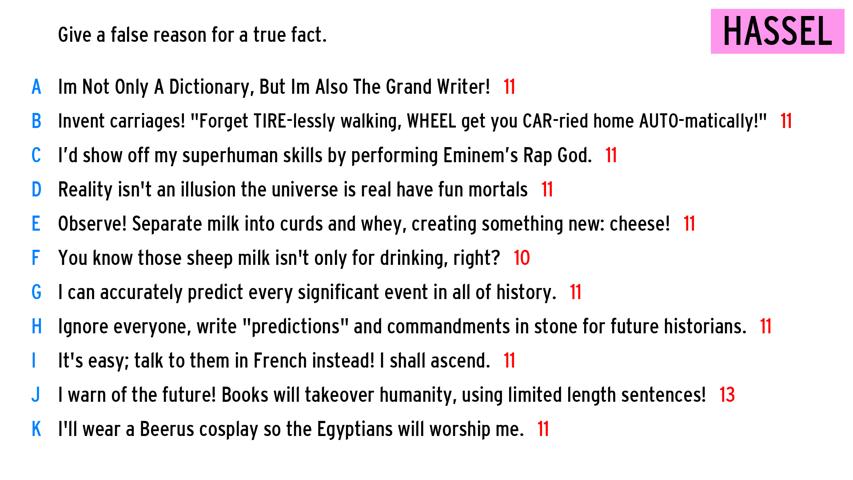 Give a false reason for a true fact.
HASSEL
A Im Not Only A Dictionary, But Im Also The Grand Writer! 11
B Invent carriages! "Forget TIRE-lessly walking, WHEEL get you CAR-ried home AUTO-matically!" 11
C I'd show off my superhuman skills by performing Eminem's Rap God. 11
D Reality isn't an illusion the universe is real have fun mortals 11
E Observe! Separate milk into curds and whey, creating something new: cheese! 11
F You know those sheep milk isn't only for drinking, right? 10
G I can accurately predict every significant event in all of history. 11
H Ignore everyone, write "predictions" and commandments in stone for future historians. 11
I It's easy; talk to them in French instead! I shall ascend. 11
J I warn of the future! Books will takeover humanity, using limited length sentences! 13
K I'll wear a Beerus cosplay so the Egyptians will worship me. 11